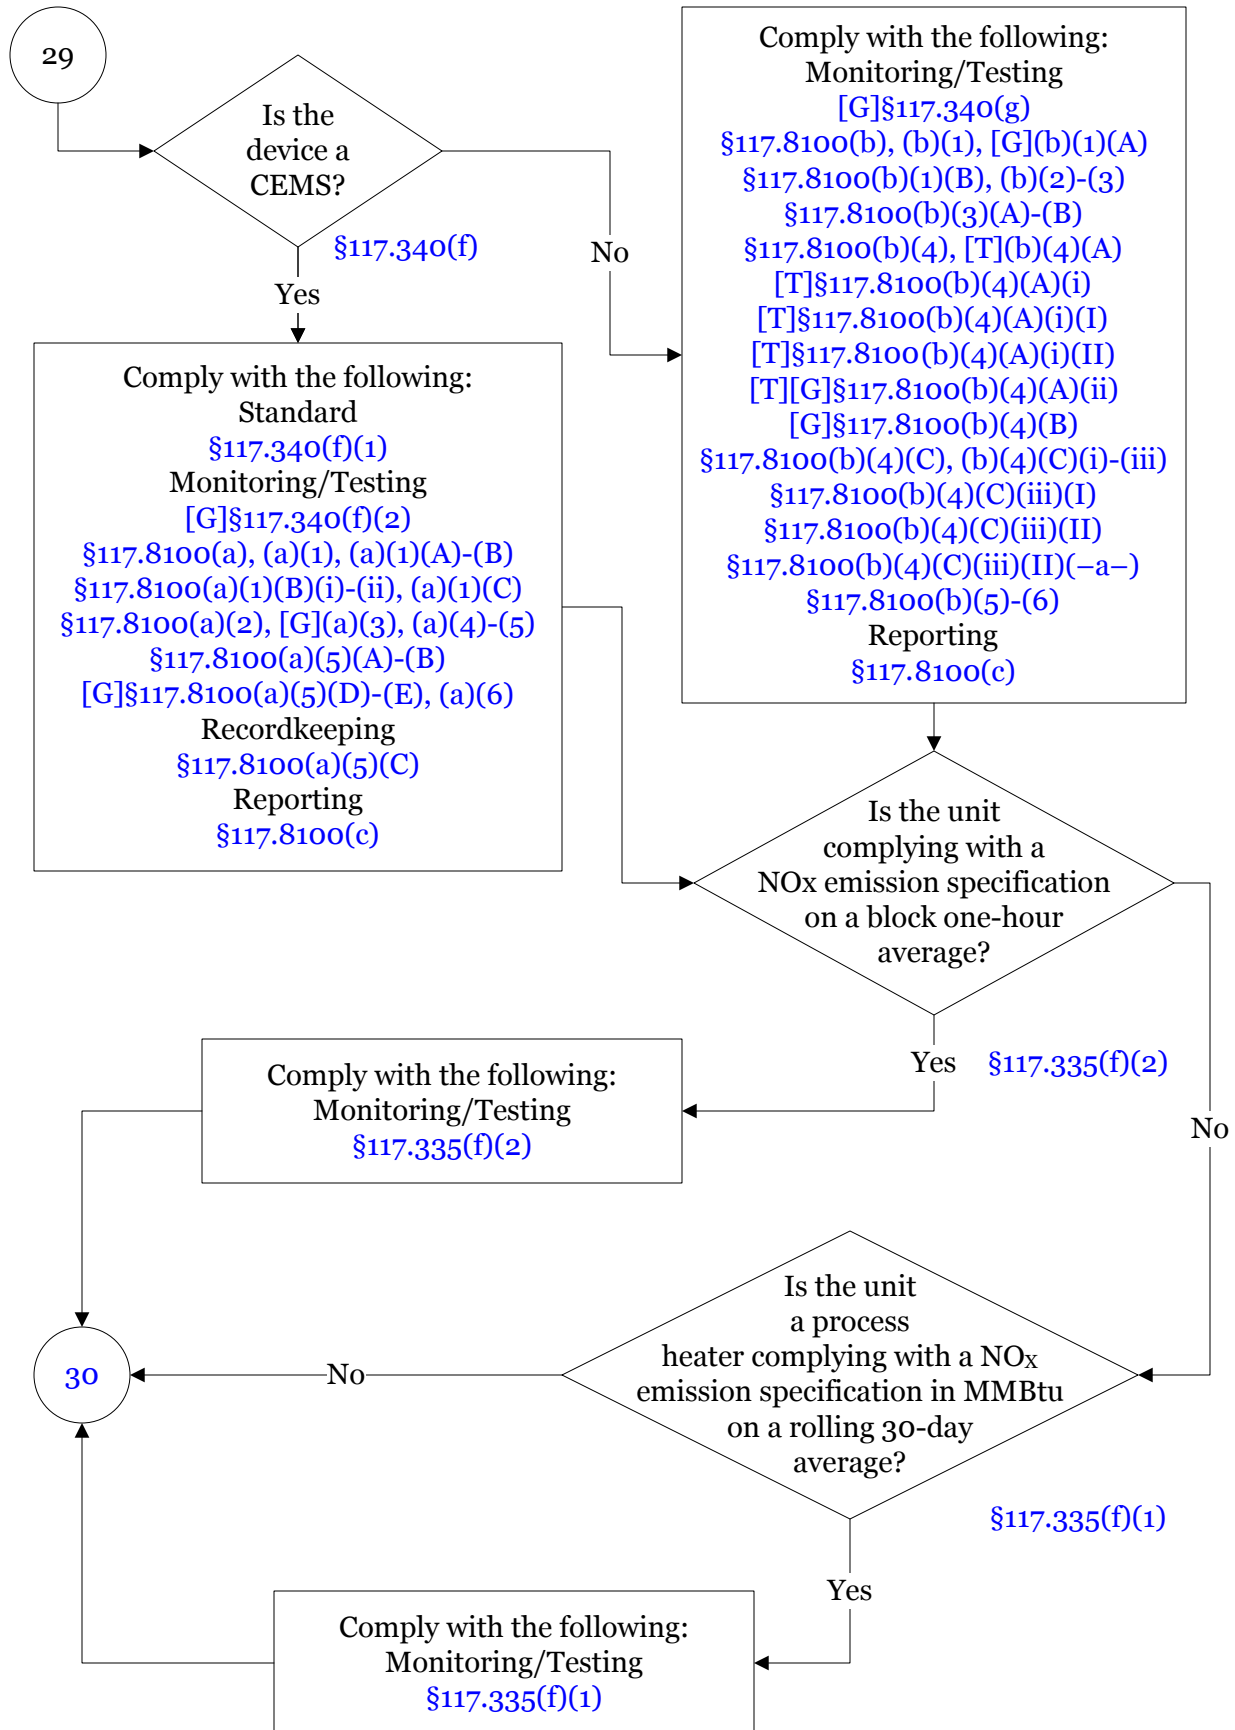 29
Is the
device a
CEMS?
§117.340(f)
No
Yes
Comply with the following:
Monitoring/Testing
[G]§117.340(g)
§117.8100(b), (b)(1), [G](b)(1)(A)
§117.8100(b)(1)(B), (b)(2)-(3)
§117.8100(b)(3)(A)-(B)
§117.8100(b)(4), [T](b)(4)(A)
[T]§117.8100(b)(4)(A)(i)
[T]§117.8100(b)(4)(A)(i)(I)
[T]§117.8100(b)(4)(A)(i)(II)
[T][G]§117.8100(b)(4)(A)(ii)
[G]§117.8100(b)(4)(B)
§117.8100(b)(4)(C), (b)(4)(C)(i)-(iii)
§117.8100(b)(4)(C)(iii)(I)
§117.8100(b)(4)(C)(iii)(II)
§117.8100(b)(4)(C)(iii)(II)(–a–)
§117.8100(b)(5)-(6)
Reporting
§117.8100(c)
Comply with the following:
Standard
§117.340(f)(1)
Monitoring/Testing
[G]§117.340(f)(2)
§117.8100(a), (a)(1), (a)(1)(A)-(B)
§117.8100(a)(1)(B)(i)-(ii), (a)(1)(C)
§117.8100(a)(2), [G](a)(3), (a)(4)-(5)
§117.8100(a)(5)(A)-(B)
[G]§117.8100(a)(5)(D)-(E), (a)(6)
Recordkeeping
§117.8100(a)(5)(C)
Reporting
§117.8100(c)
Is the unit
complying with a
NOx emission specification
on a block one-hour
average?
Yes
§117.335(f)(2)
No
Comply with the following:
Monitoring/Testing
§117.335(f)(2)
Is the unit
a process
heater complying with a NOx
emission specification in MMBtu
on a rolling 30-day
average?
No
30
§117.335(f)(1)
Yes
Comply with the following:
Monitoring/Testing
§117.335(f)(1)